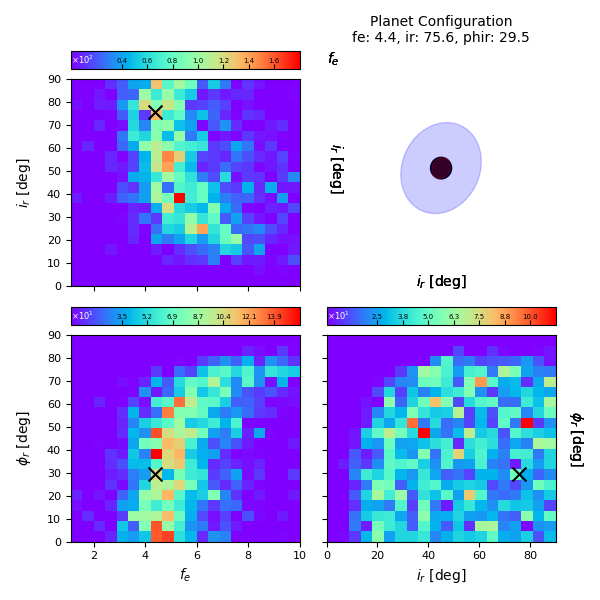 Planet Configuration
fe: 4.4, ir: 75.6, phir: 29.5
×10² 0.4 0.6 0.8 1.0 1.2 1.4 1.6
f_e
90
80
70
60
50
40
30
20
10
0
i_r [deg]
i_r [deg]
i_r [deg]
×10¹ 3.5 5.2 6.9 8.7 10.4 12.1 13.9
×10¹ 2.5 3.8 5.0 6.3 7.5 8.8 10.0
90
80
70
60
50
40
30
20
10
0
ϕ_r [deg]
ϕ_r [deg]
2 4 6 8 10
0 20 40 60 80
f_e
i_r [deg]